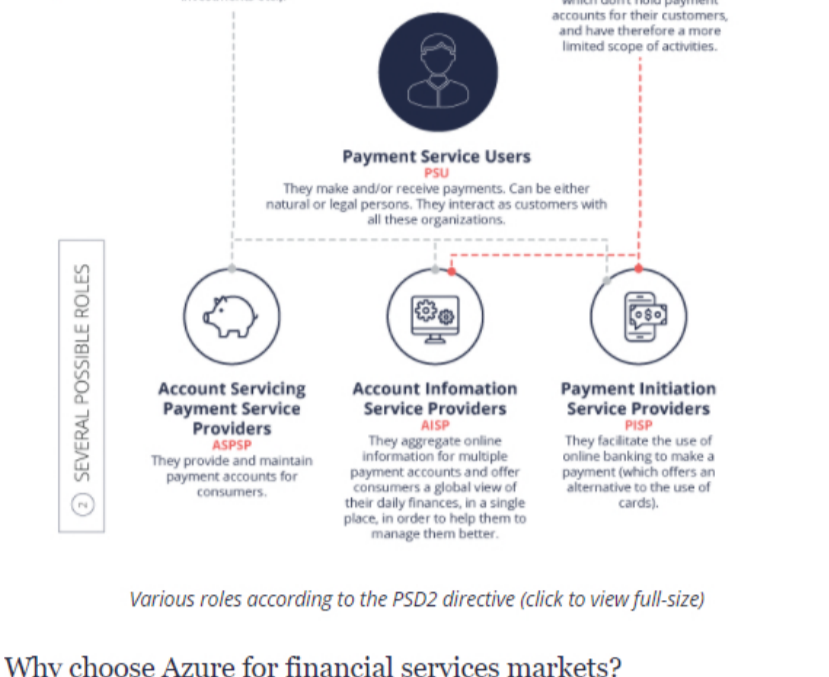 which don't hold payment
accounts for their customers,
and have therefore a more
limited scope of activities.
Payment Service Users
PSU
They make and/or receive payments. Can be either
natural or legal persons. They interact as customers with
all these organizations.
2 SEVERAL POSSIBLE ROLES
Account Servicing
Payment Service
Providers
ASPSP
They provide and maintain
payment accounts for
consumers.
Account Infomation
Service Providers
AISP
They aggregate online
information for multiple
payment accounts and offer
consumers a global view of
their daily finances, in a single
place, in order to help them to
manage them better.
Payment Initiation
Service Providers
PISP
They facilitate the use of
online banking to make a
payment (which offers an
alternative to the use of
cards).
Various roles according to the PSD2 directive (click to view full-size)
Why choose Azure for financial services markets?